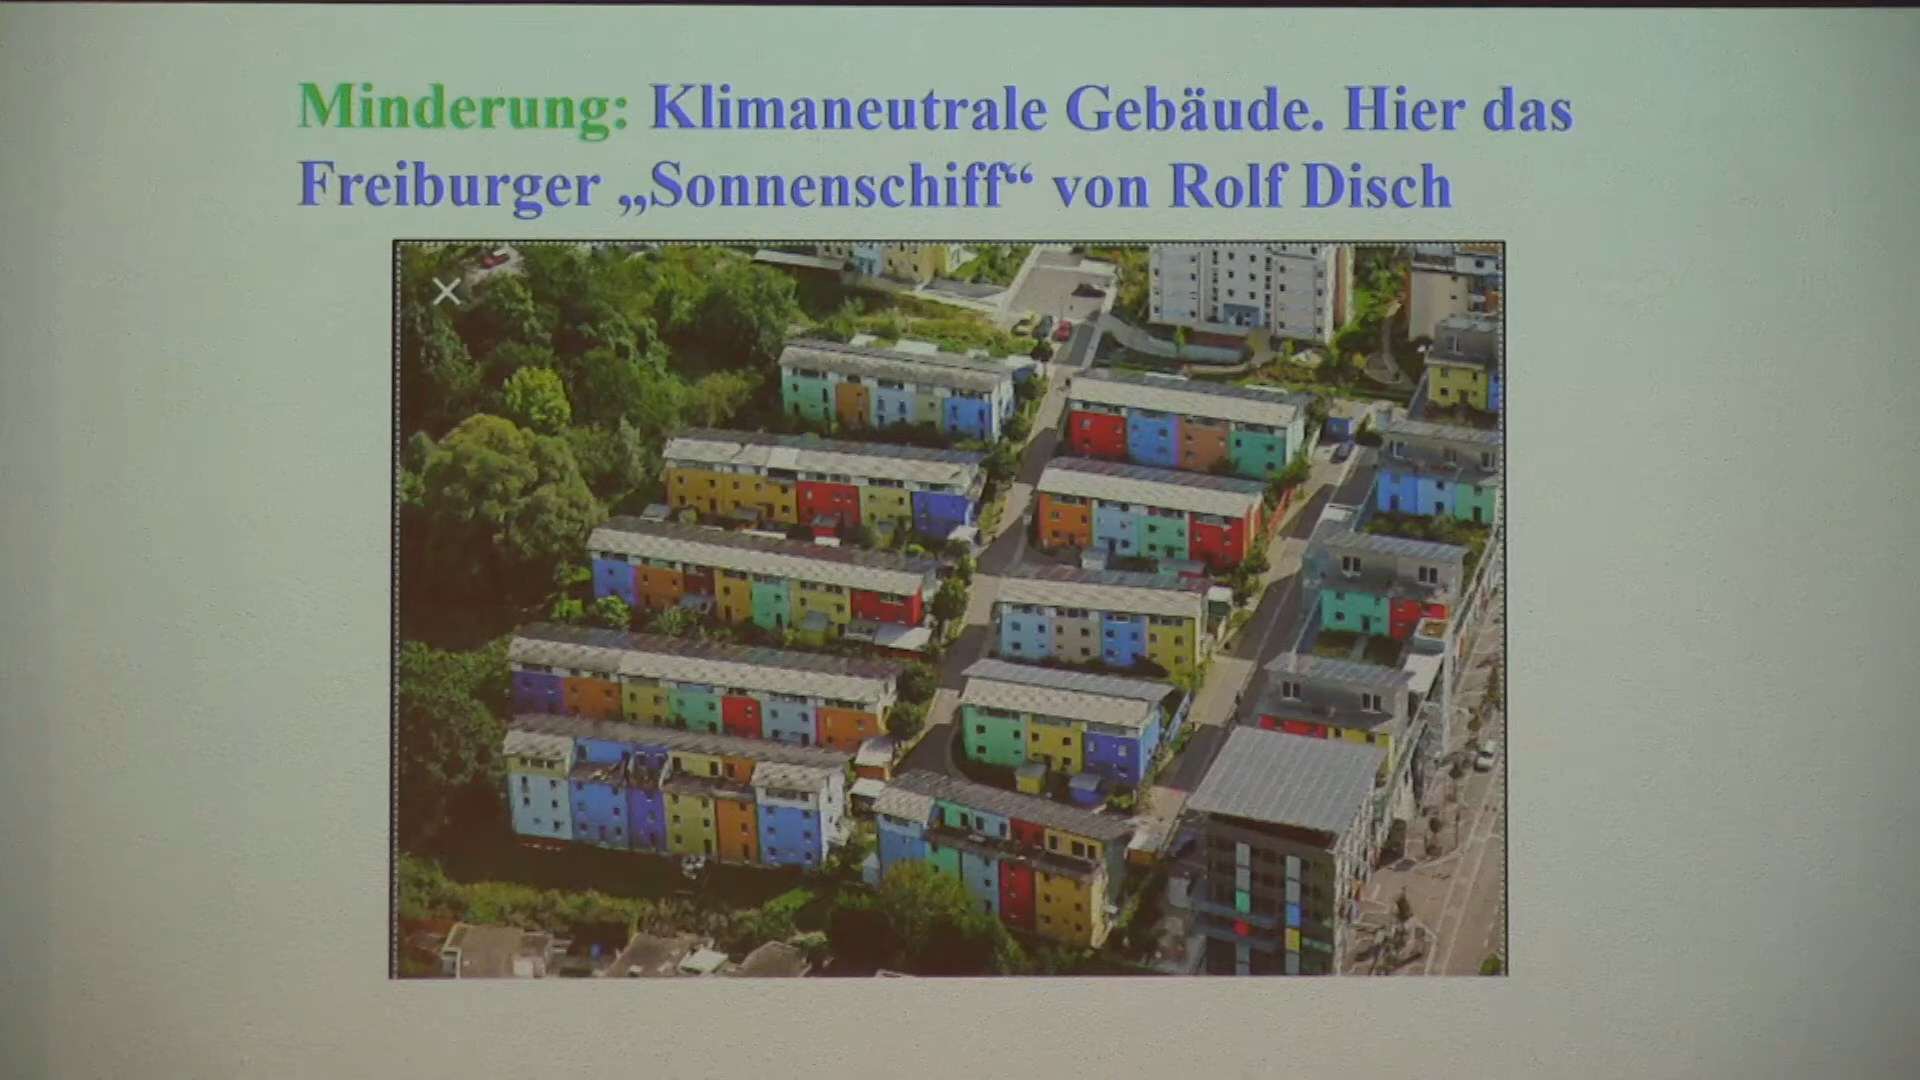 Minderung: Klimaneutrale Gebäude. Hier das
Freiburger „Sonnenschiff“ von Rolf Disch